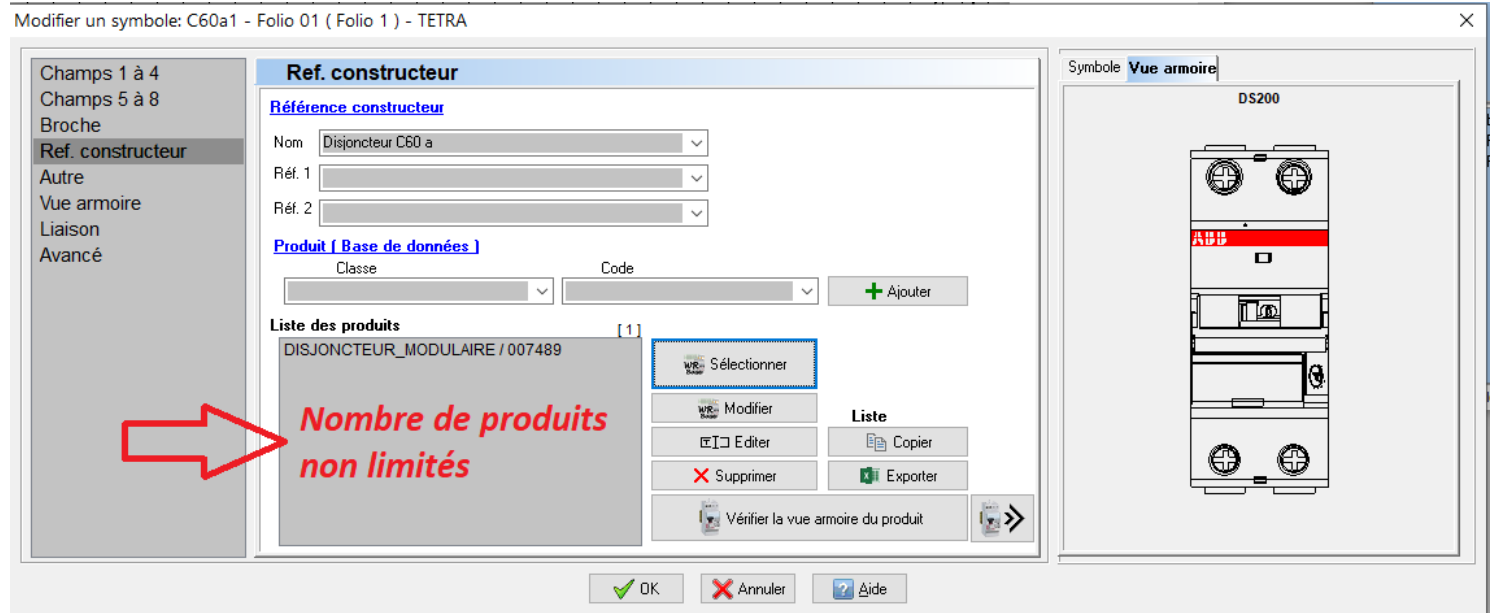 Modifier un symbole: C60a1 - Folio 01 ( Folio 1 ) - TETRA
Champs 1 à 4
Champs 5 à 8
Broche
Ref. constructeur
Autre
Vue armoire
Liaison
Avancé
Ref. constructeur
Référence constructeur
Nom Disjoncteur C60 a
Réf. 1
Réf. 2
Produit ( Base de données )
Classe Code
Ajouter
Liste des produits [ 1 ]
DISJONCTEUR_MODULAIRE / 007489
Nombre de produits
non limités
Sélectionner
Modifier
Editer
Supprimer
Liste
Copier
Exporter
Vérifier la vue armoire du produit
Symbole Vue armoire
DS200
ABB
OK Annuler Aide